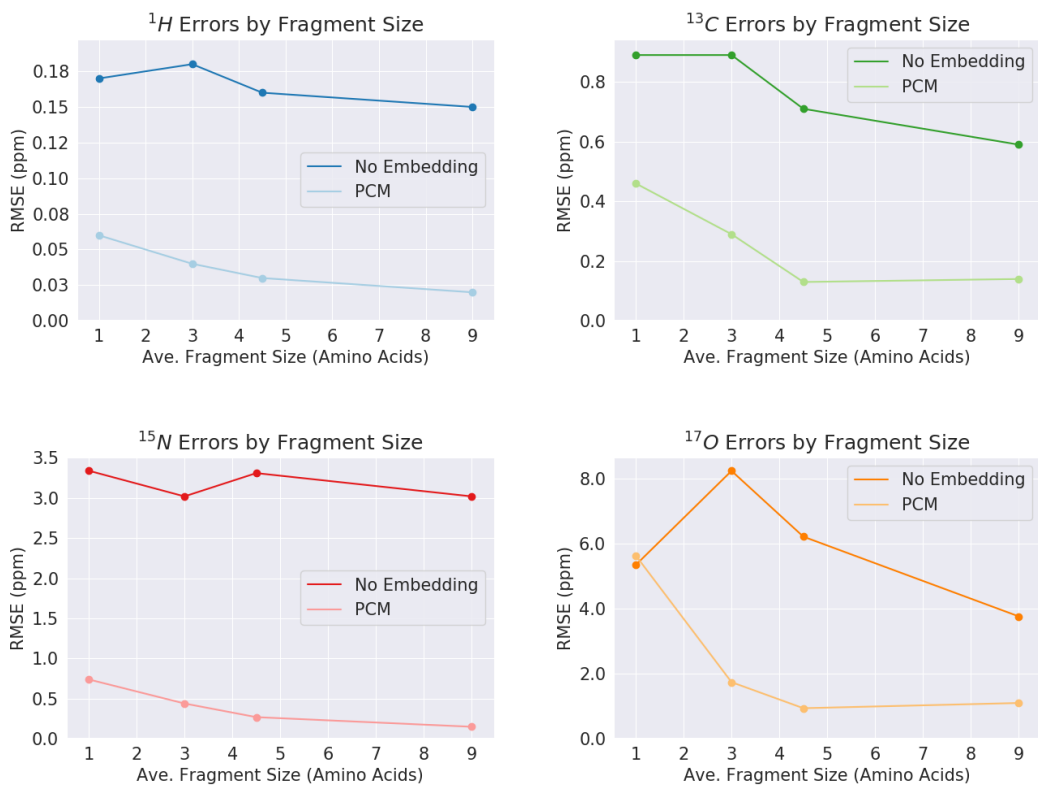 ¹H Errors by Fragment Size
0.18
0.15
0.12
0.10
0.08
0.05
0.03
0.00
RMSE (ppm)
No Embedding
PCM
1 2 3 4 5 6 7 8 9
Ave. Fragment Size (Amino Acids)
¹³C Errors by Fragment Size
0.8
0.6
0.4
0.2
0.0
RMSE (ppm)
No Embedding
PCM
1 2 3 4 5 6 7 8 9
Ave. Fragment Size (Amino Acids)
¹⁵N Errors by Fragment Size
3.5
3.0
2.5
2.0
1.5
1.0
0.5
0.0
RMSE (ppm)
No Embedding
PCM
1 2 3 4 5 6 7 8 9
Ave. Fragment Size (Amino Acids)
¹⁷O Errors by Fragment Size
8.0
6.0
4.0
2.0
0.0
RMSE (ppm)
No Embedding
PCM
1 2 3 4 5 6 7 8 9
Ave. Fragment Size (Amino Acids)